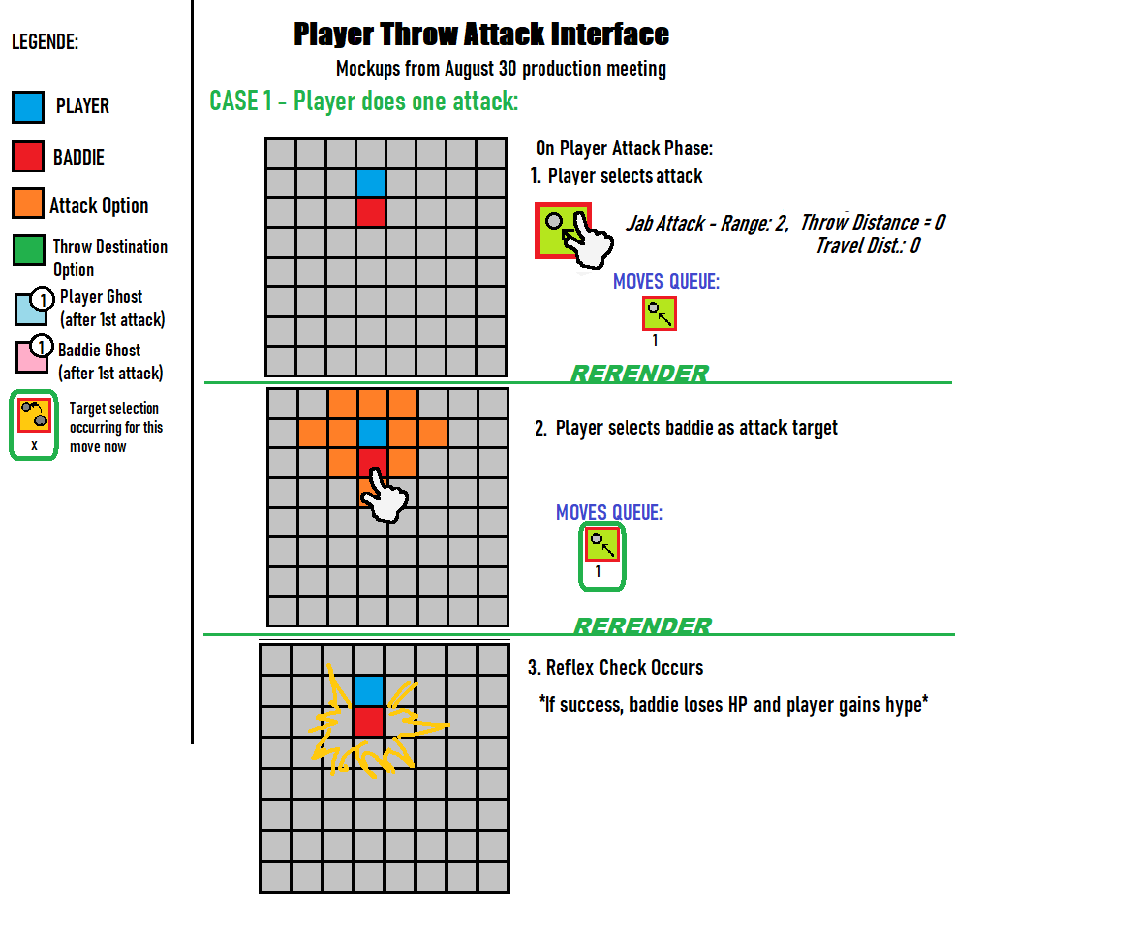 Player Throw Attack Interface
Mockups from August 30 production meeting
LEGENDE:
PLAYER
BADDIE
Attack Option
Throw Destination
Option
1
Player Ghost
(after 1st attack)
1
Baddie Ghost
(after 1st attack)
Target selection
occurring for this
move now
x
CASE 1 - Player does one attack:
On Player Attack Phase:
1. Player selects attack
Jab Attack - Range: 2, Throw Distance = 0
Travel Dist.: 0
MOVES QUEUE:
1
RERENDER
2. Player selects baddie as attack target
MOVES QUEUE:
1
RERENDER
3. Reflex Check Occurs
*If success, baddie loses HP and player gains hype*